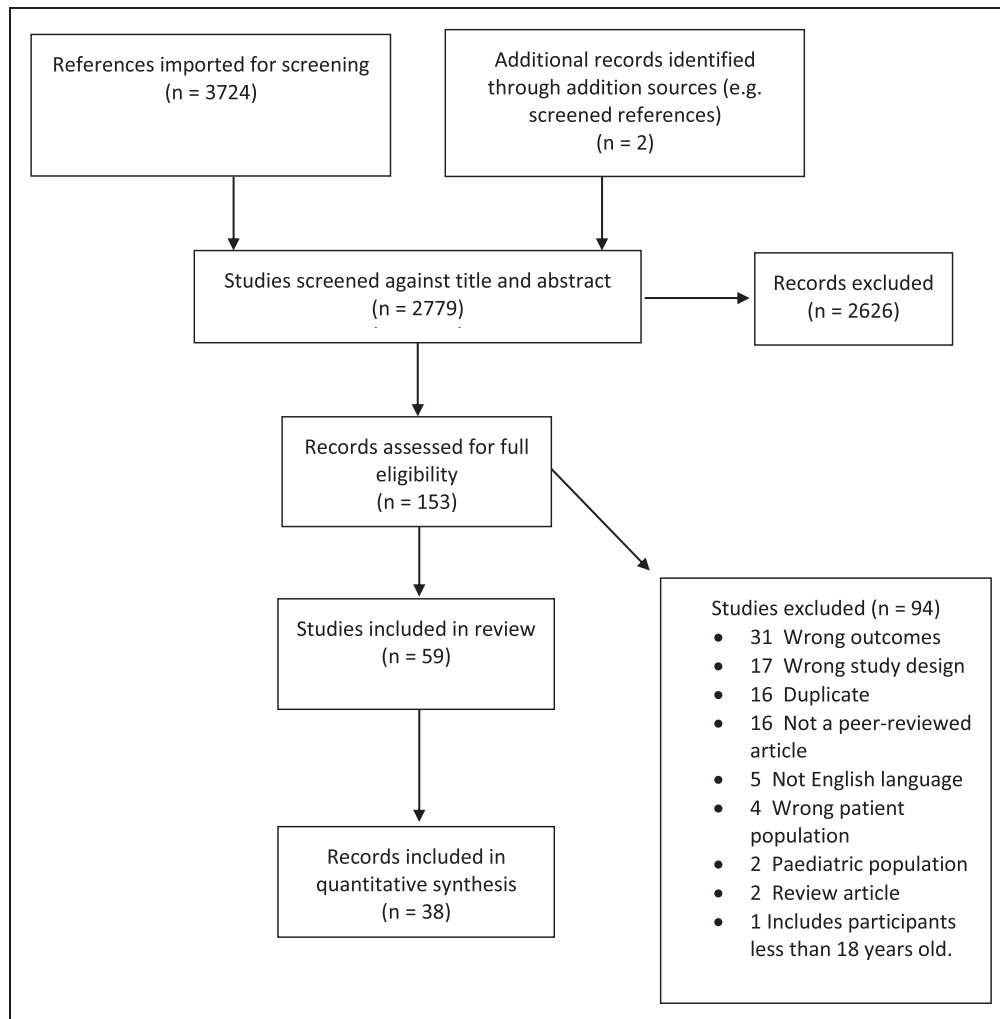 References imported for screening
(n = 3724)
Additional records identified
through addition sources (e.g.
screened references)
(n = 2)
Studies screened against title and abstract
(n = 2779)
Records excluded
(n = 2626)
Records assessed for full
eligibility
(n = 153)
Studies included in review
(n = 59)
Studies excluded (n = 94)
• 31 Wrong outcomes
• 17 Wrong study design
• 16 Duplicate
• 16 Not a peer-reviewed
article
• 5 Not English language
• 4 Wrong patient
population
• 2 Paediatric population
• 2 Review article
• 1 Includes participants
less than 18 years old.
Records included in
quantitative synthesis
(n = 38)